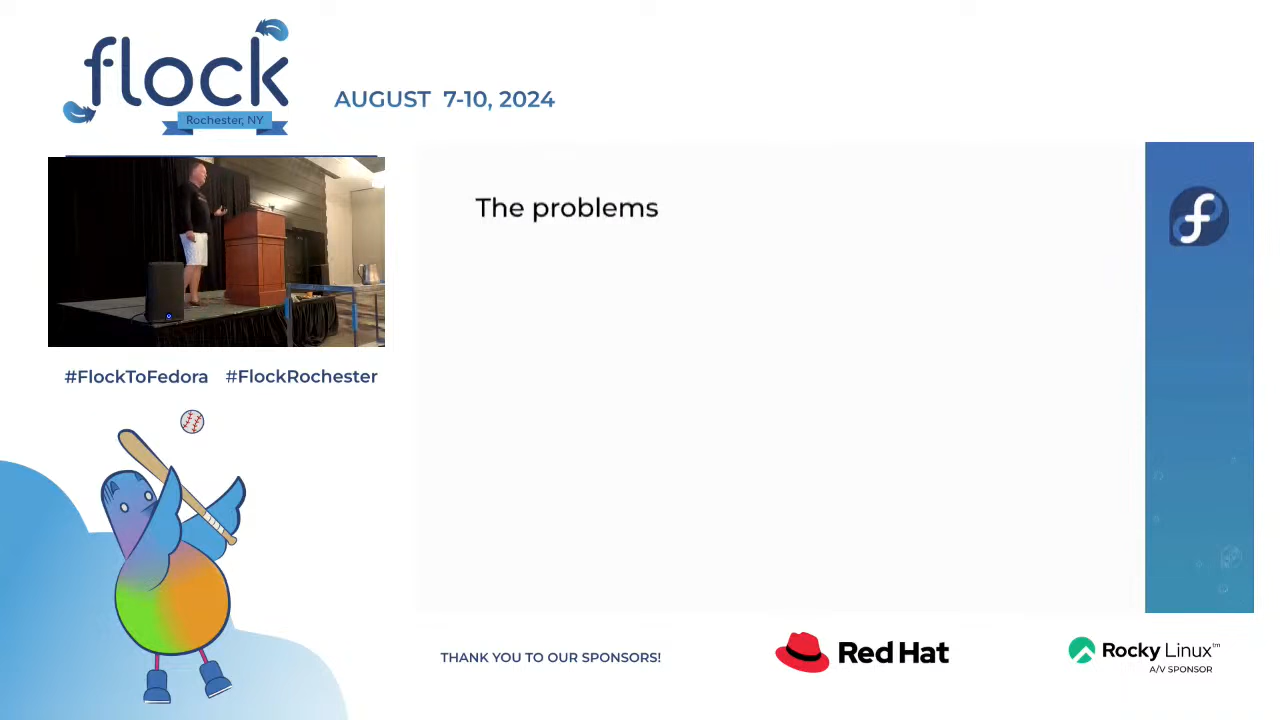 flock
Rochester, NY
AUGUST 7-10, 2024
The problems
#FlockToFedora #FlockRochester
THANK YOU TO OUR SPONSORS!
Red Hat
Rocky Linux™
A/V SPONSOR